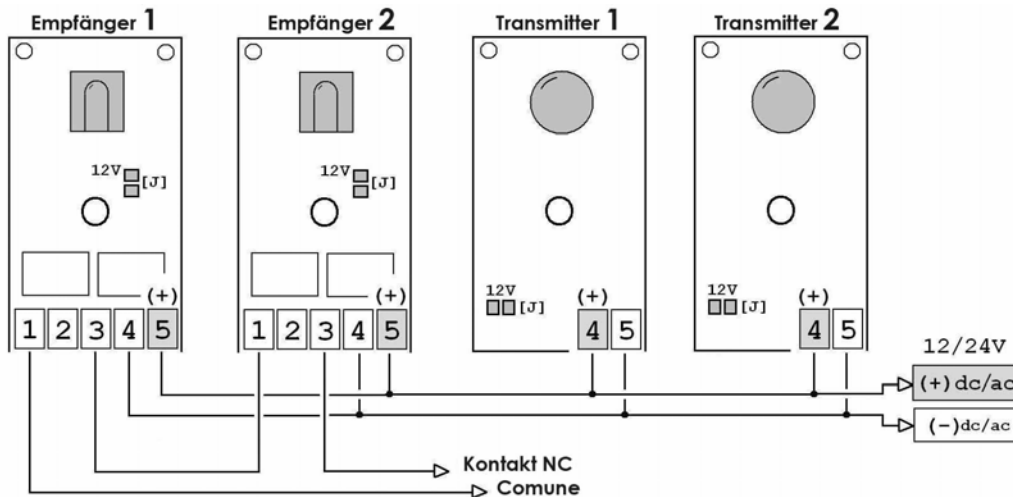 Empfänger 1 Empfänger 2 Transmitter 1 Transmitter 2
12V [J] 12V [J]
12V [J] 12V [J]
(+) (+) (+) (+)
1 2 3 4 5 1 2 3 4 5 4 5 4 5
12/24V
(+) dc/ac
(-) dc/ac
Kontakt NC
Comune